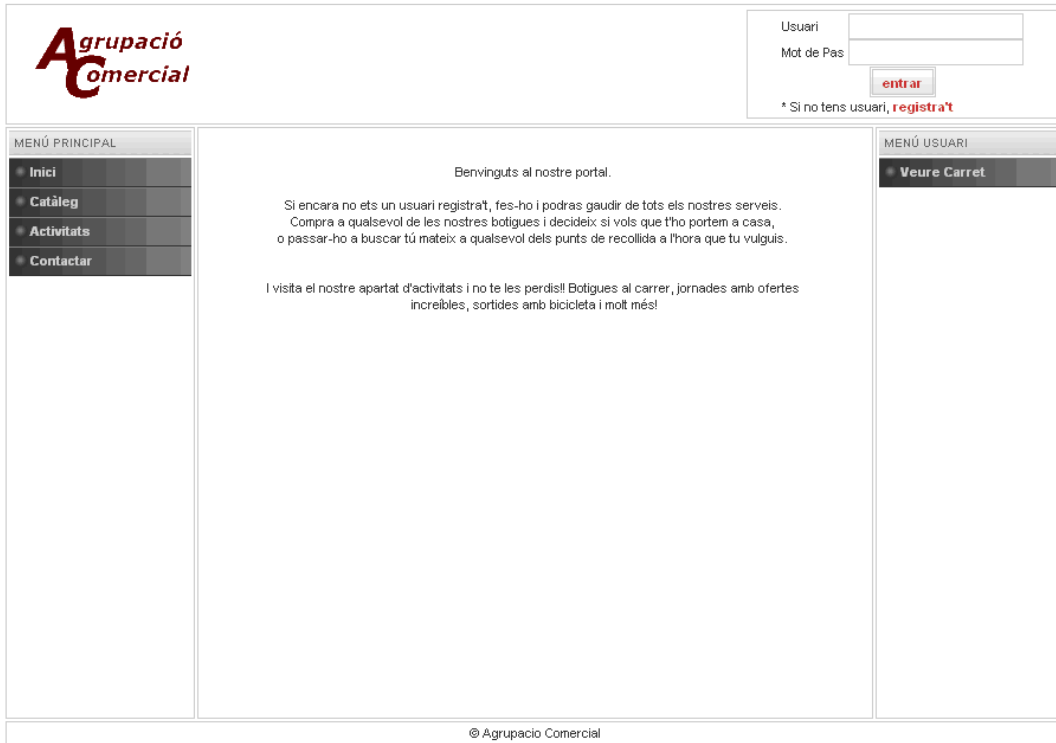 Agrupació
Comercial
Usuari
Mot de Pas
entrar
* Si no tens usuari, registra't
MENÚ PRINCIPAL
Inici
Catàleg
Activitats
Contactar
Benvinguts al nostre portal.
Si encara no ets un usuari registra't, fes-ho i podras gaudir de tots els nostres serveis.
Compra a qualsevol de les nostres botigues i decideix si vols que t'ho portem a casa,
o passar-ho a buscar tú mateix a qualsevol dels punts de recollida a l'hora que tu vulguis.
I visita el nostre apartat d'activitats i no te les perdis!! Botigues al carrer, jornades amb ofertes
increïbles, sortides amb bicicleta i molt més!
MENÚ USUARI
Veure Carret
© Agrupacio Comercial